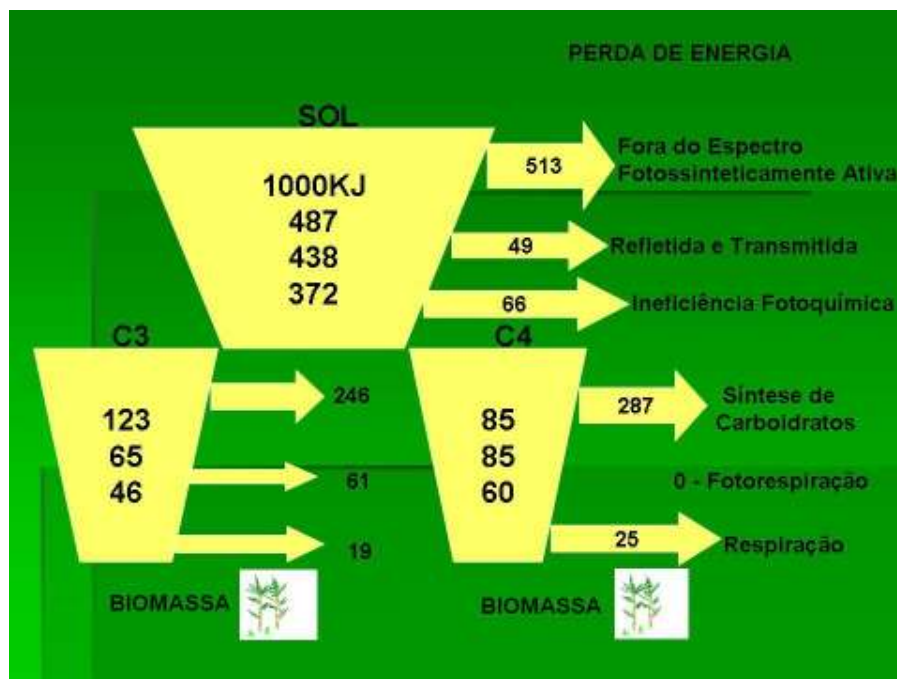 PERDA DE ENERGIA
SOL
1000KJ
487
438
372
513
Fora do Espectro
Fotossinteticamente Ativa
49
Refletida e Transmitida
66
Ineficiência Fotoquímica
C3
123
65
46
246
61
19
BIOMASSA
C4
85
85
60
287
Síntese de
Carboidratos
0 - Fotorespiração
25
Respiração
BIOMASSA